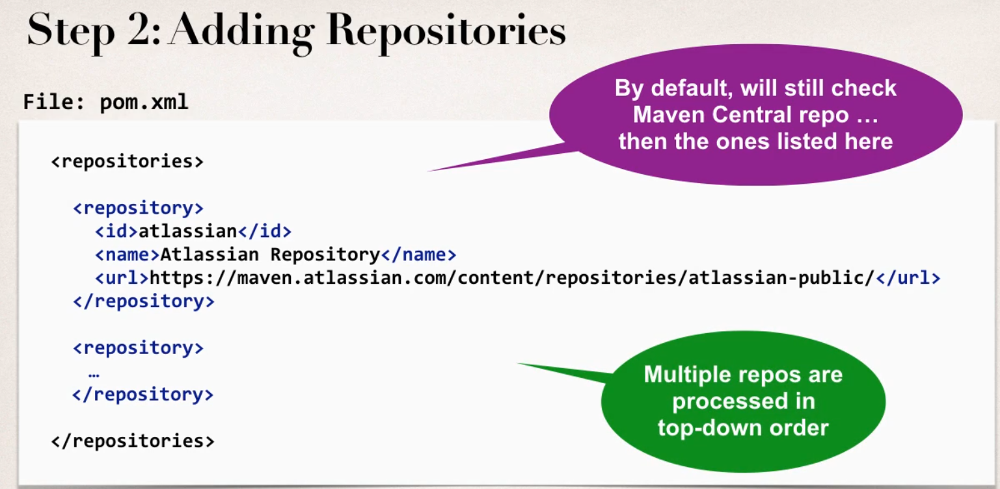 Step 2: Adding Repositories
File: pom.xml
By default, will still check
Maven Central repo …
then the ones listed here
<repositories>
<repository>
<id>atlassian</id>
<name>Atlassian Repository</name>
<url>https://maven.atlassian.com/content/repositories/atlassian-public/</url>
</repository>
<repository>
…
</repository>
Multiple repos are
processed in
top-down order
</repositories>